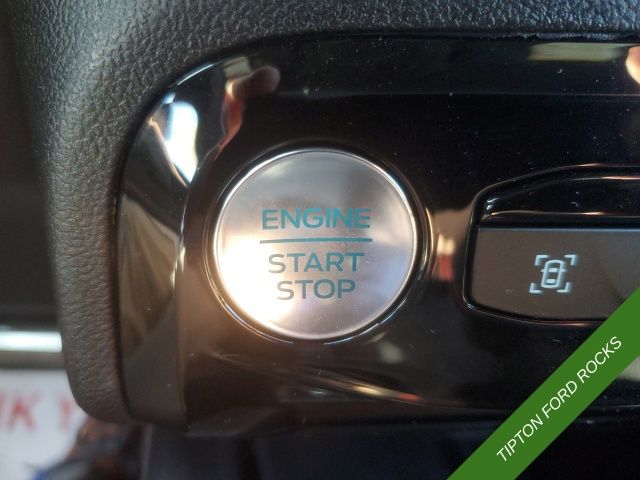 ENGINE
START
STOP
TIPTON FORD ROCKS